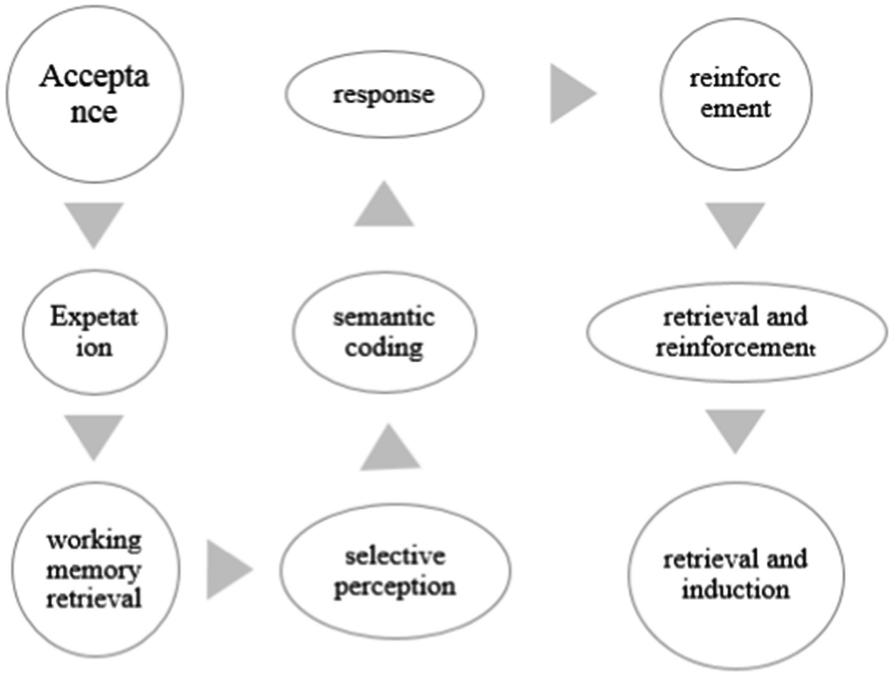 Accepta
nce
Expetat
ion
working
memory
retrieval
selective
perception
semantic
coding
response
reinforc
ement
retrieval and
reinforcement
retrieval and
induction